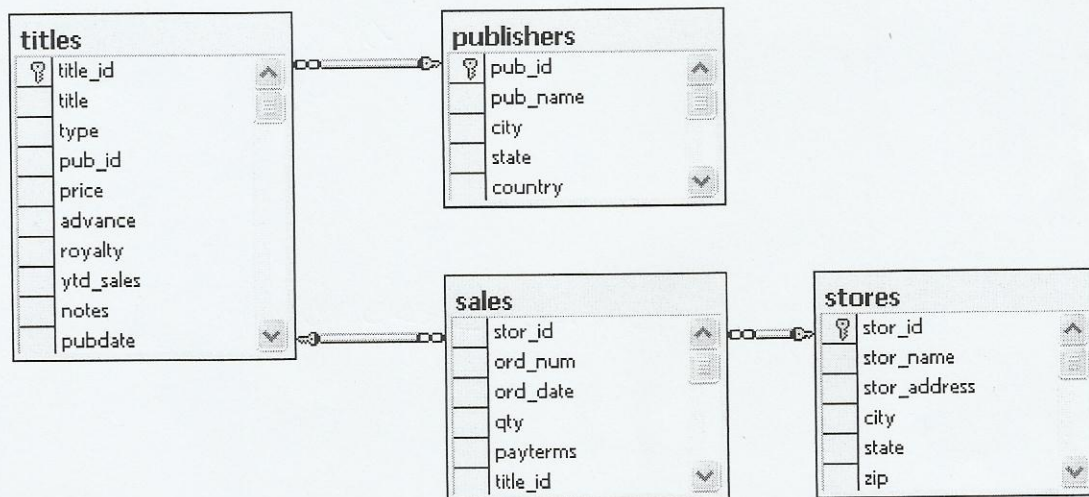 titles
title_id
title
type
pub_id
price
advance
royalty
ytd_sales
notes
pubdate
publishers
pub_id
pub_name
city
state
country
sales
stor_id
ord_num
ord_date
qty
payterms
title_id
stores
stor_id
stor_name
stor_address
city
state
zip